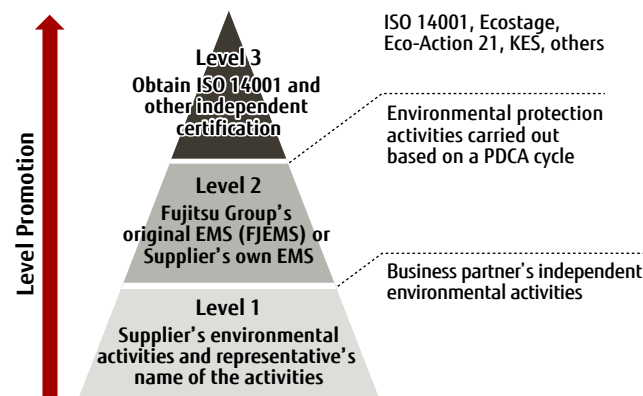 Level Promotion
Level 3
Obtain ISO 14001 and
other independent
certification
Level 2
Fujitsu Group's
original EMS (FJEMS) or
Supplier's own EMS
Level 1
Supplier's environmental
activities and representative's
name of the activities
ISO 14001, Ecostage,
Eco-Action 21, KES, others
Environmental protection
activities carried out
based on a PDCA cycle
Business partner's independent
environmental activities